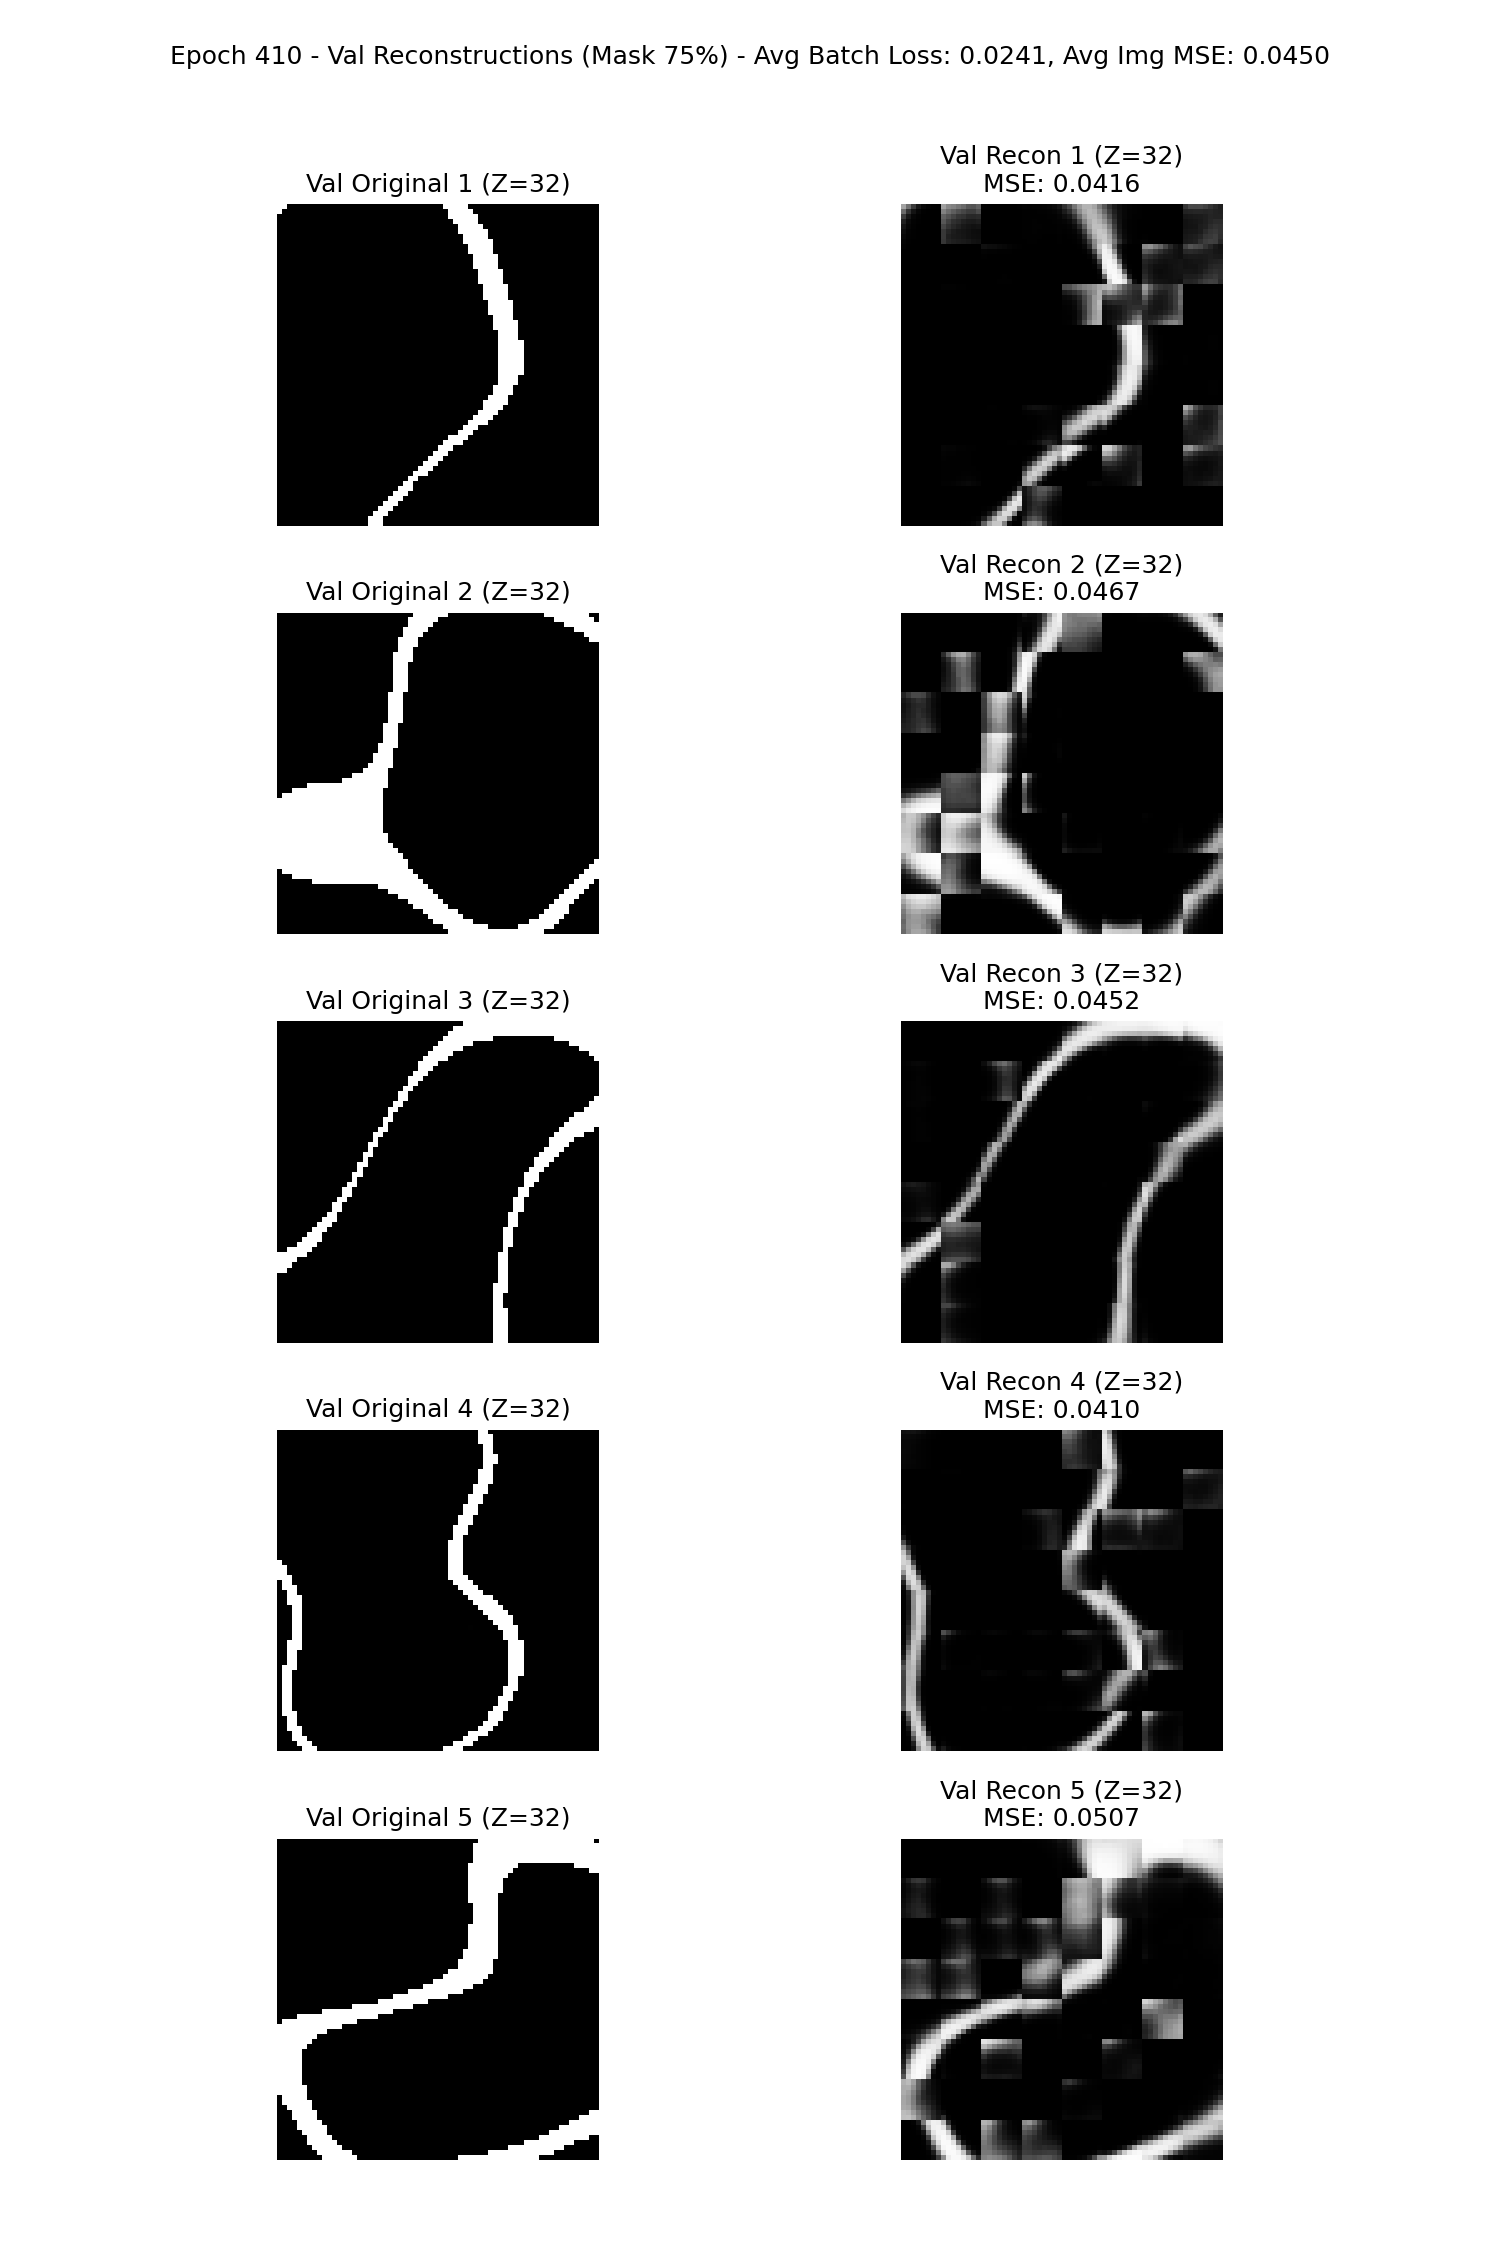 Epoch 410 - Val Reconstructions (Mask 75%) - Avg Batch Loss: 0.0241, Avg Img MSE: 0.0450
Val Original 1 (Z=32)
Val Recon 1 (Z=32)
MSE: 0.0416
Val Original 2 (Z=32)
Val Recon 2 (Z=32)
MSE: 0.0467
Val Original 3 (Z=32)
Val Recon 3 (Z=32)
MSE: 0.0452
Val Original 4 (Z=32)
Val Recon 4 (Z=32)
MSE: 0.0410
Val Original 5 (Z=32)
Val Recon 5 (Z=32)
MSE: 0.0507